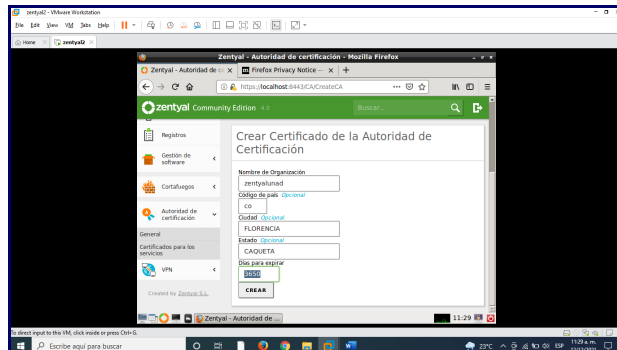 zentyal2 - VMware Workstation
File Edit View VM Tabs Help
Home
zentyal2
Zentyal - Autoridad de certificación - Mozilla Firefox
Zentyal - Autoridad de ce
Firefox Privacy Notice —
https://localhost:8443/CA/CreateCA
zentyal Community Edition
Buscar...
Registros
Gestión de software
Cortafuegos
Autoridad de certificación
General
Certificados para los servicios
VPN
Created by Zentyal S.L.
Crear Certificado de la Autoridad de
Certificación
Nombre de Organización
zentyalunad
Código de país Opcional
co
Ciudad Opcional
FLORENCIA
Estado Opcional
CAQUETA
Días para expirar
3650
CREAR
Zentyal - Autoridad de ...
11:29
To direct input to this VM, click inside or press Ctrl+G.
Escribe aquí para buscar
23°C
ESP
11:29 a. m.